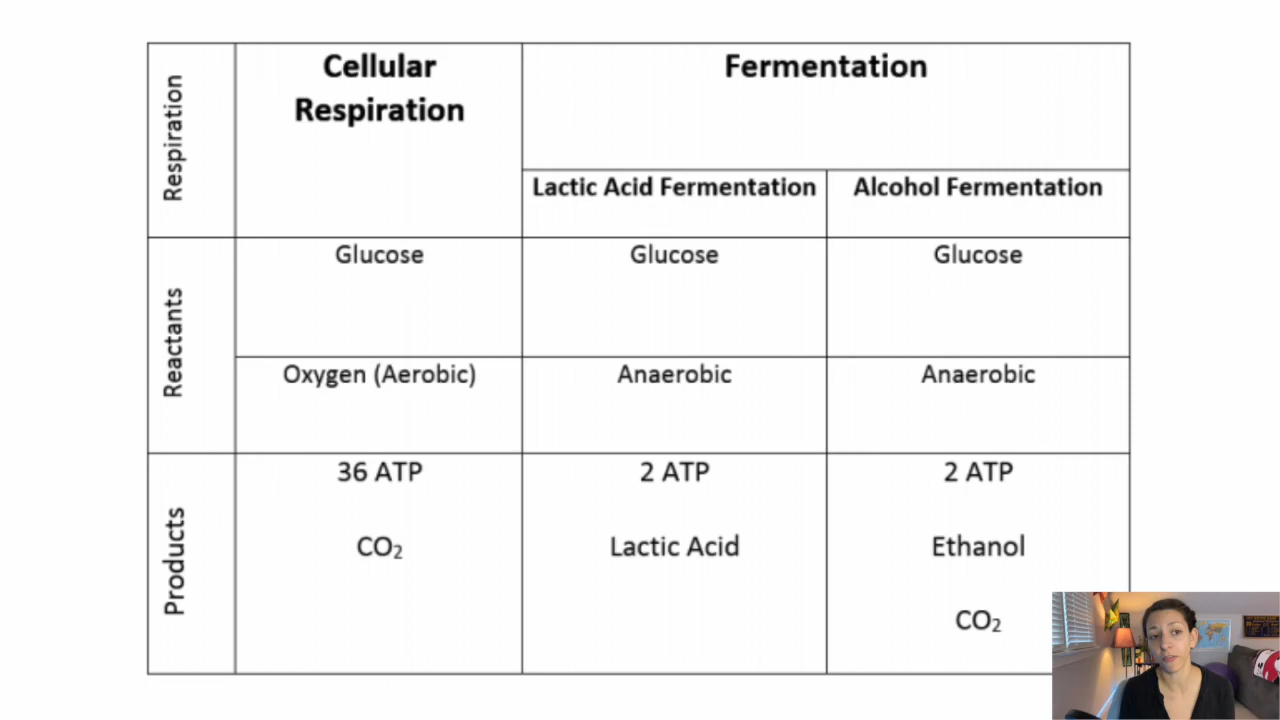 Respiration
Cellular
Respiration
Fermentation
Lactic Acid Fermentation
Alcohol Fermentation
Reactants
Glucose
Glucose
Glucose
Oxygen (Aerobic)
Anaerobic
Anaerobic
Products
36 ATP
2 ATP
2 ATP
CO₂
Lactic Acid
Ethanol
CO₂